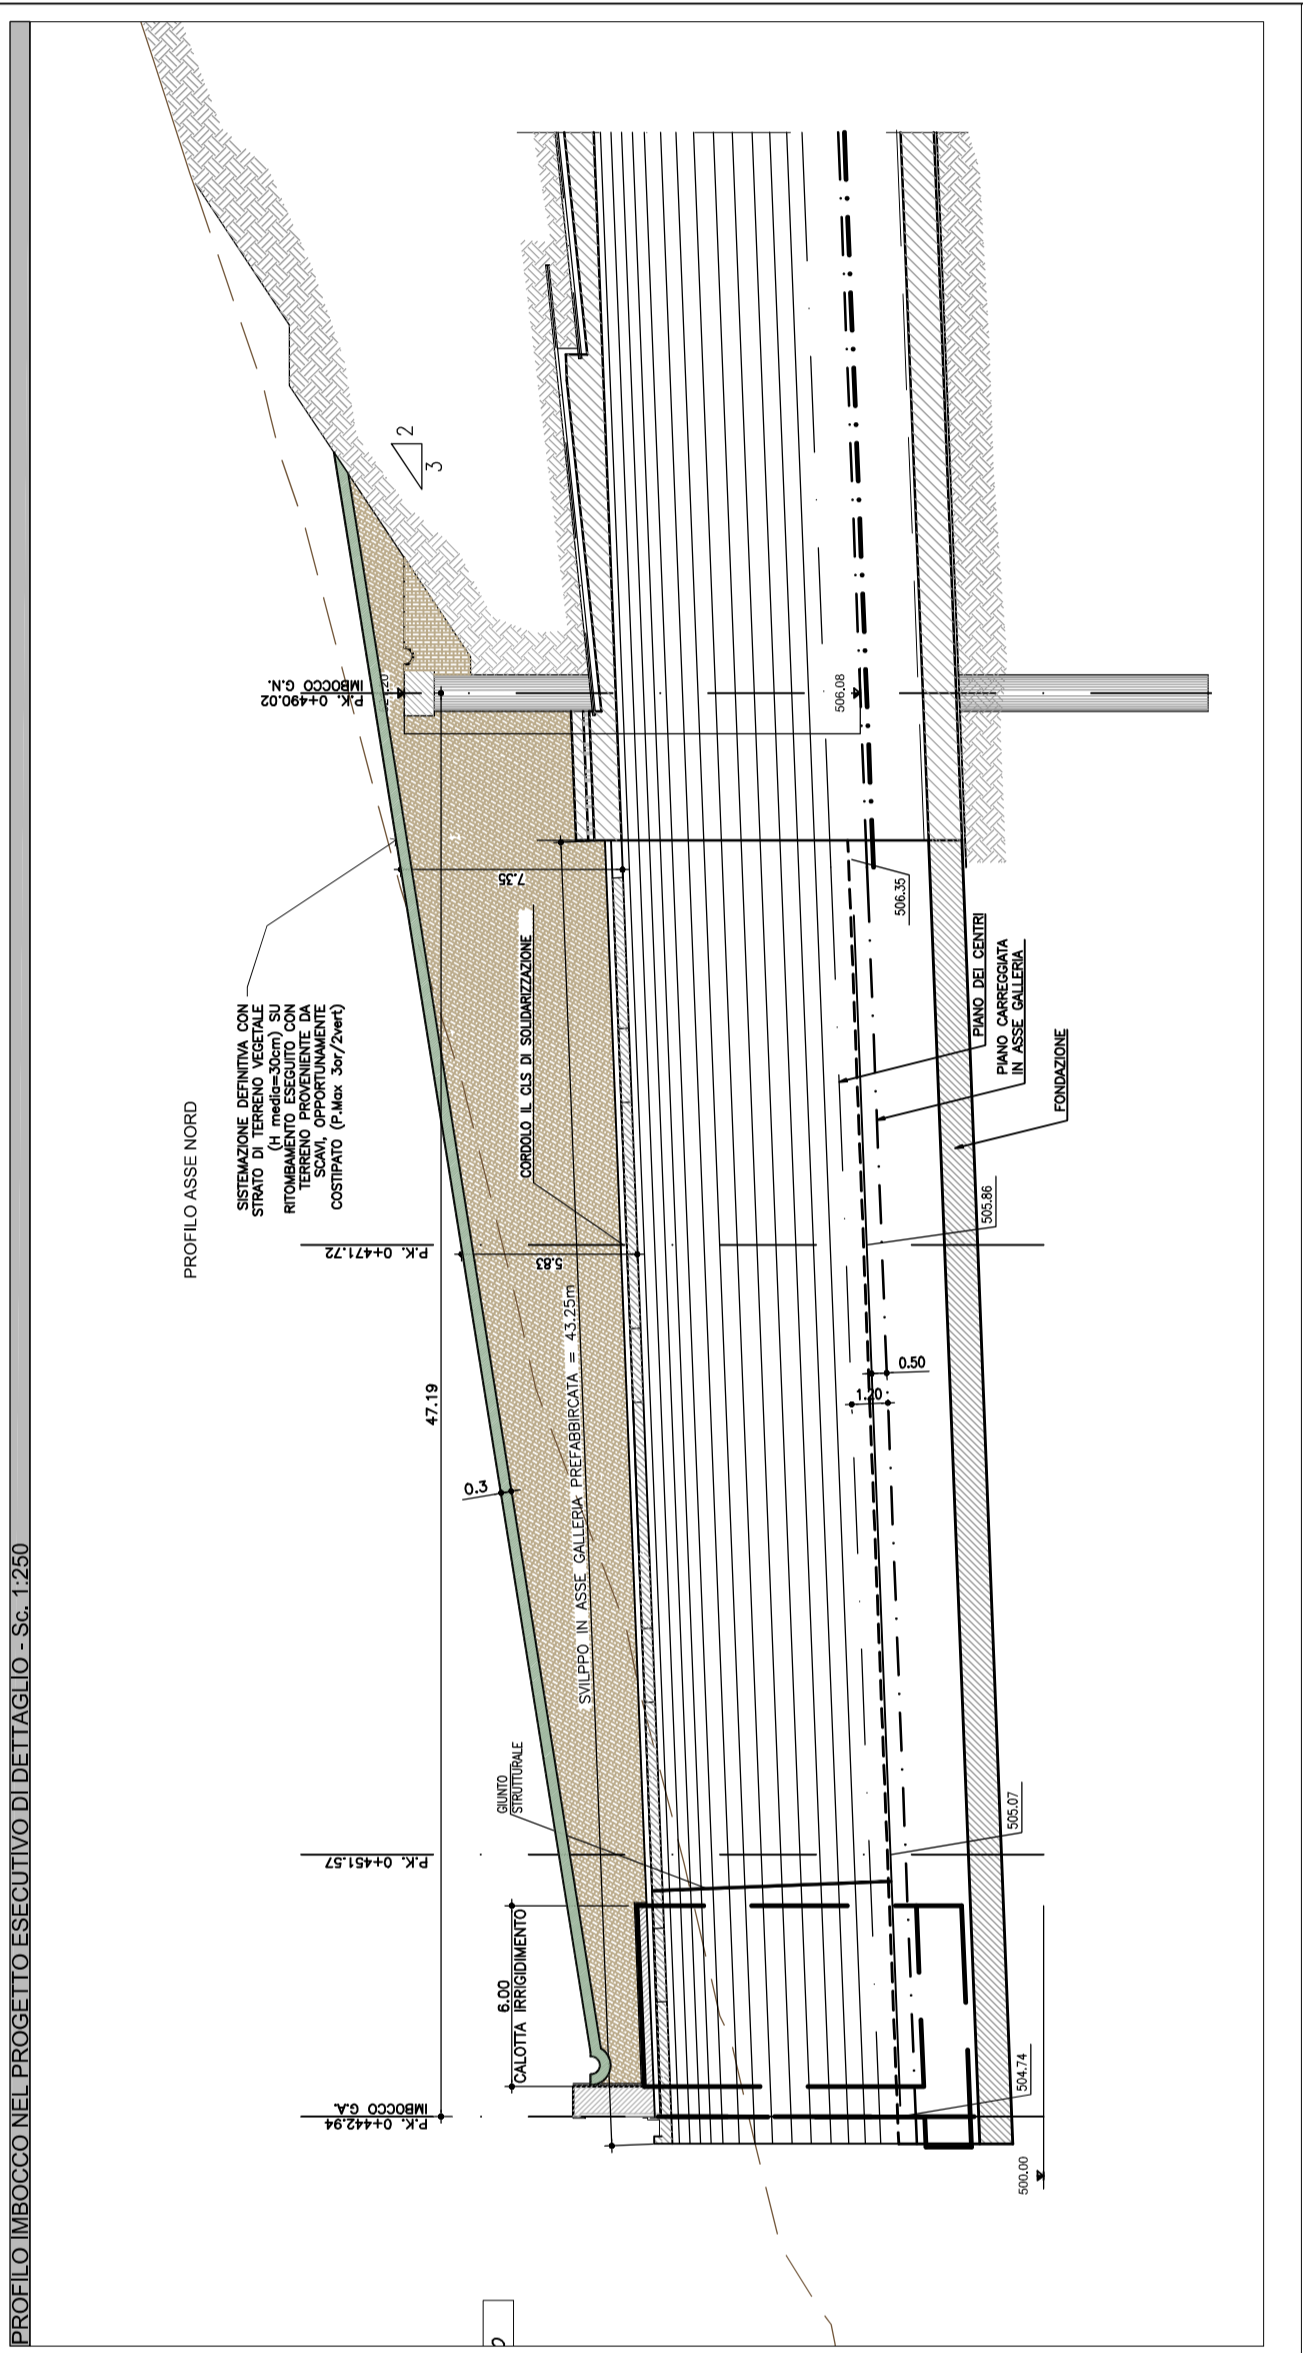 PROFILO IMBOCCO NEL PROGETTO ESECUTIVO DI DETTAGLIO - Sc. 1:250
PROFILO ASSE NORD
SISTEMAZIONE DEFINITIVA CON
STRATO DI TERRENO VEGETALE
(H media=30cm) SU
RITOMBAMENTO ESEGUITO CON
TERRENO PROVENIENTE DA
SCAVI, OPPORTUNAMENTE
COSTIPATO (P.Max 3or/2vert)
P.K. 0+442.94
IMBOCCO G.A.
P.K. 0+451.57
P.K. 0+471.72
P.K. 0+490.02
IMBOCCO G.N.
47.19
2
3
0.3
6.00
CALOTTA IRRIGIDIMENTO
GIUNTO
STRUTTURALE
CORDOLO IL CLS DI SOLIDARIZZAZIONE
5.83
7.35
1
SVILPPO IN ASSE GALLERIA PREFABBIRCATA = 43.25m
1.20
0.50
506.08
506.35
PIANO DEI CENTRI
PIANO CARREGGIATA
IN ASSE GALLERIA
FONDAZIONE
505.86
505.07
504.74
500.00